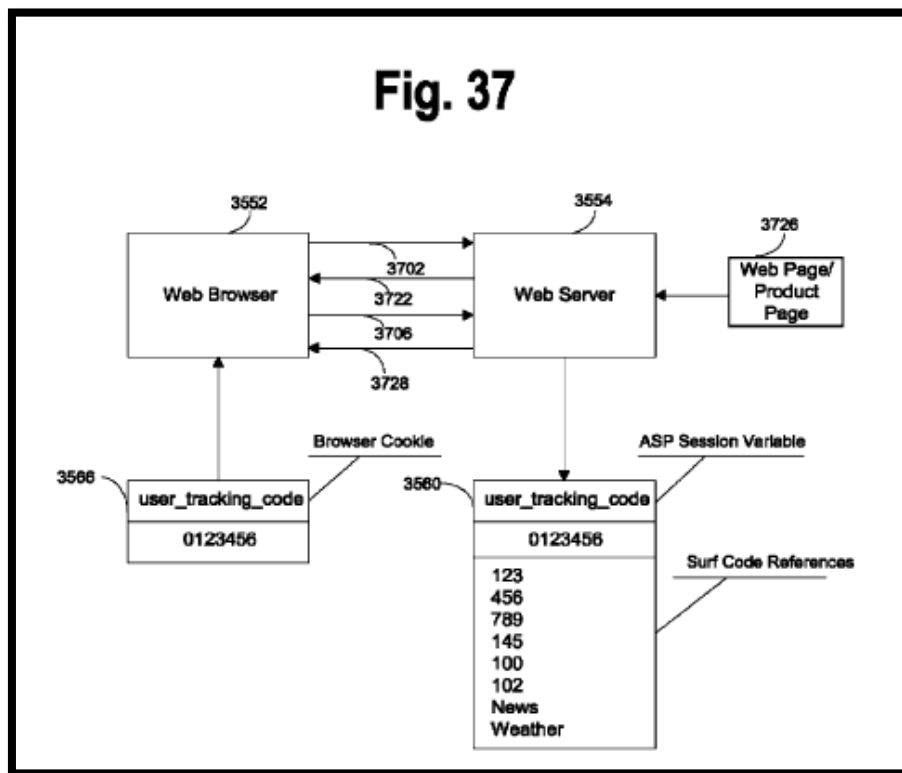 Fig. 37
3552
3554
3726
Web Browser
3702
3722
3706
3728
Web Server
Web Page/
Product
Page
Browser Cookie
ASP Session Variable
3566
user_tracking_code
0123456
3560
user_tracking_code
0123456
Surf Code References
123
456
789
145
100
102
News
Weather